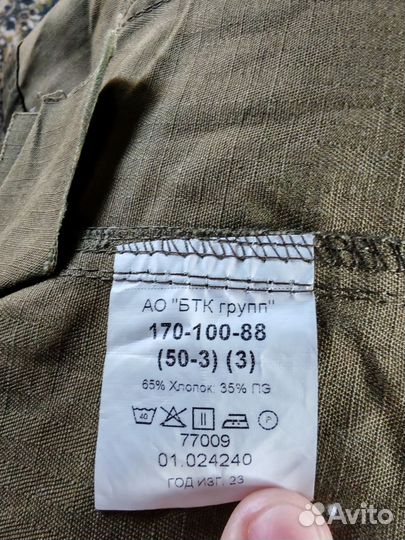 АО "БТК групп"
170-100-88
(50-3) (3)
65% Хлопок 35% ПЭ
40 P
77009
01.024240
ГОД ИЗГ. 23
Avito